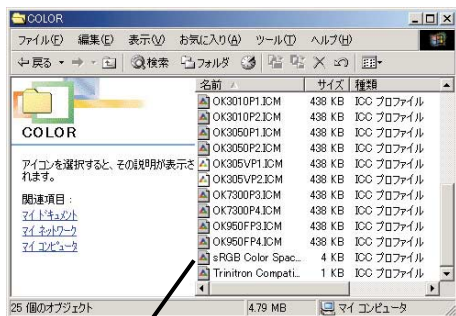 COLOR
ファイル(F) 編集(E) 表示(V) お気に入り(A) ツール(T) ヘルプ(H)
戻る 検索 フォルダ
名前 サイズ 種類
OK3010P1.ICM 438 KB ICC プロファイル
OK3010P2.ICM 438 KB ICC プロファイル
OK3050P1.ICM 438 KB ICC プロファイル
OK3050P2.ICM 438 KB ICC プロファイル
OK305VP1.ICM 438 KB ICC プロファイル
OK305VP2.ICM 438 KB ICC プロファイル
OK7300P3.ICM 438 KB ICC プロファイル
OK7300P4.ICM 438 KB ICC プロファイル
OK950FP3.ICM 438 KB ICC プロファイル
OK950FP4.ICM 438 KB ICC プロファイル
sRGB Color Spac... 4 KB ICC プロファイル
Trinitron Compati... 1 KB ICC プロファイル
COLOR
アイコンを選択すると、その説明が表示さ
れます。
関連項目:
マイ ドキュメント
マイ ネットワーク
マイ コンピュータ
25 個のオブジェクト 4.79 MB マイ コンピュータ